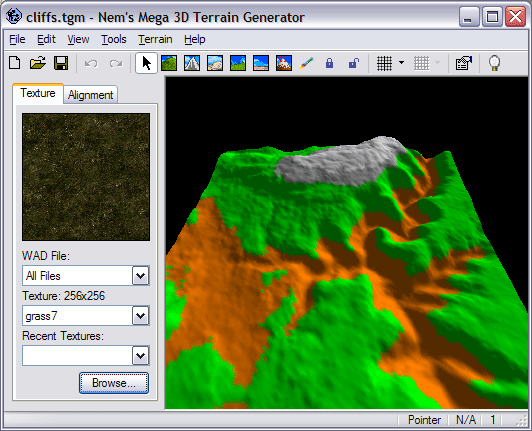 cliffs.tgm - Nem's Mega 3D Terrain Generator
File Edit View Tools Terrain Help
Texture Alignment
WAD File:
All Files
Texture: 256x256
grass7
Recent Textures:
Browse...
Pointer N/A 1